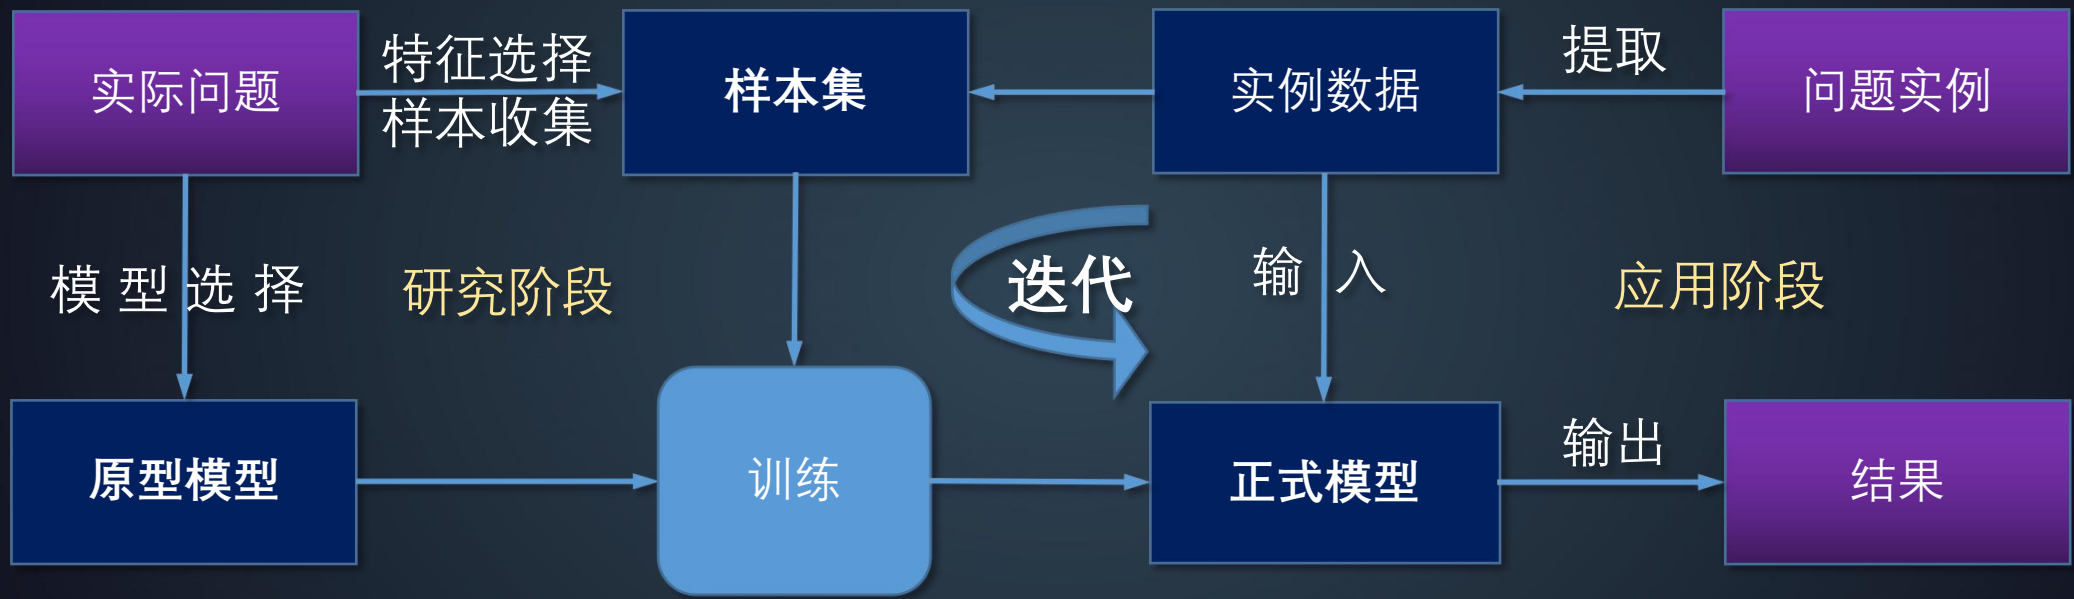 实际问题
特征选择
样本收集
样本集
实例数据
提取
问题实例
模型选择
研究阶段
迭代
输入
应用阶段
原型模型
训练
正式模型
输出
结果